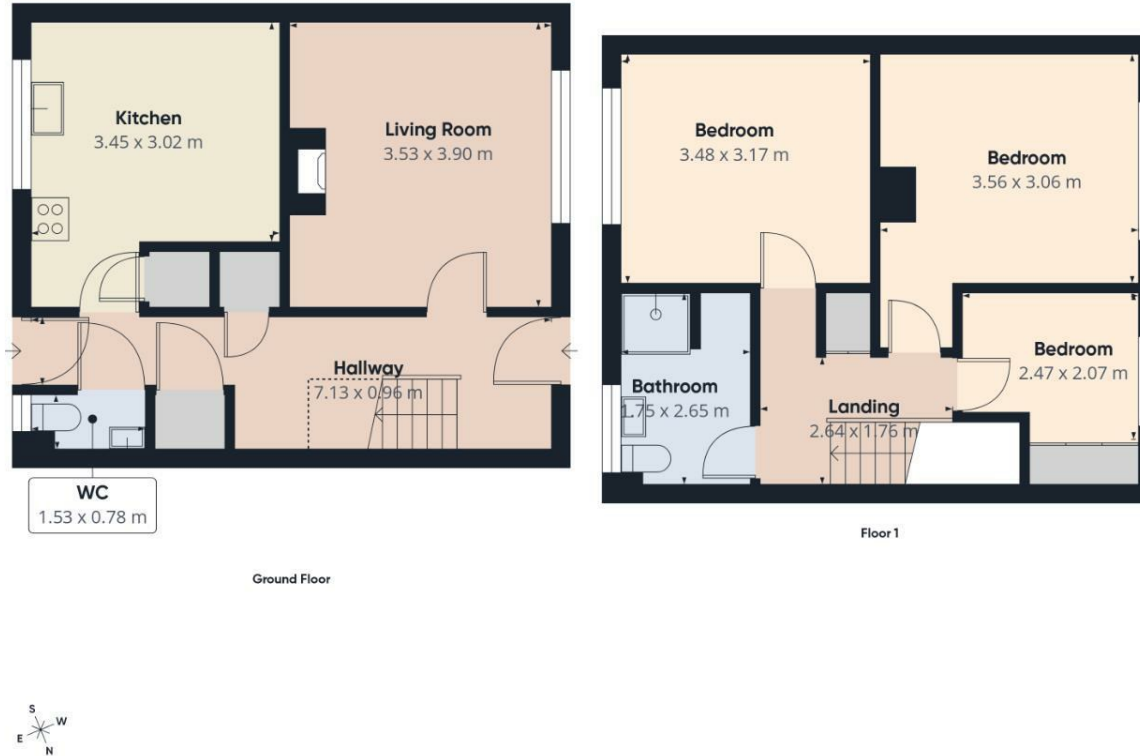 Kitchen
3.45 x 3.02 m
Living Room
3.53 x 3.90 m
Hallway
7.13 x 0.96 m
WC
1.53 x 0.78 m
Ground Floor
Bedroom
3.48 x 3.17 m
Bedroom
3.56 x 3.06 m
Bedroom
2.47 x 2.07 m
Bathroom
1.75 x 2.65 m
Landing
2.64 x 1.76 m
Floor 1
S
W
E
N